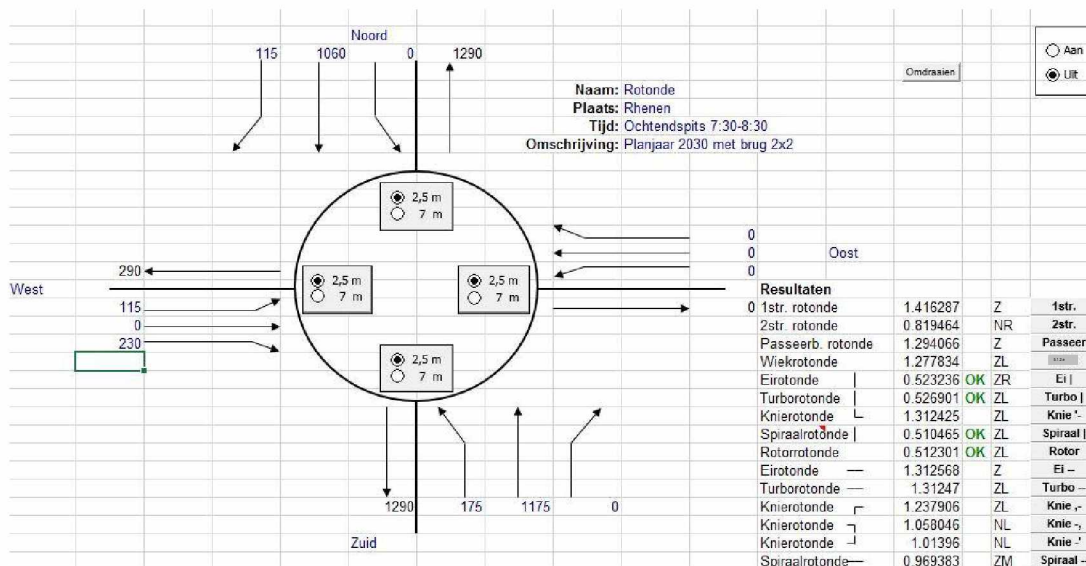 Noord
115 1060 0 1290
Aan
Uit
Omdraaien
Naam: Rotonde
Plaats: Rhenen
Tijd: Ochtendspits 7:30-8:30
Omschrijving: Planjaar 2030 met brug 2x2
2,5 m
7 m
0
0 Oost
0
290
West
2,5 m
7 m
2,5 m
7 m
115
0
230
Resultaten
0 1str. rotonde 1.416287 Z 1str.
2str. rotonde 0.819464 NR 2str.
Passeerb. rotonde 1.294066 Z Passeer
Wiekrotonde 1.277834 ZL
Eirotonde | 0.523236 OK ZR Ei |
Turborotonde | 0.526901 OK ZL Turbo |
Knierotonde └ 1.312425 ZL Knie '-
Spiraalrotonde | 0.510465 OK ZL Spiraal |
Rotorrotonde 0.512301 OK ZL Rotor
Eirotonde — 1.312568 Z Ei --
Turborotonde — 1.31247 ZL Turbo --
Knierotonde ┌ 1.237906 ZL Knie ,-
Knierotonde ┐ 1.058046 NL Knie -,
Knierotonde ┘ 1.01396 NL Knie -'
Spiraalrotonde — 0.969383 ZM Spiraal --
2,5 m
7 m
1290 175 1175 0
Zuid